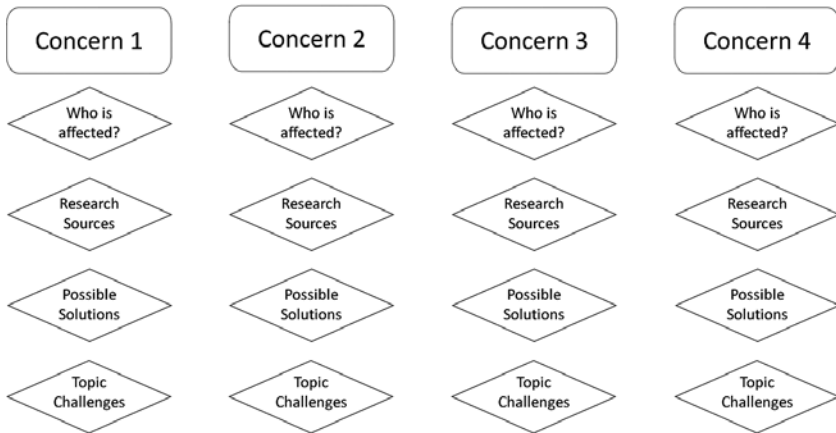 Concern 1
Concern 2
Concern 3
Concern 4
Who is
affected?
Who is
affected?
Who is
affected?
Who is
affected?
Research
Sources
Research
Sources
Research
Sources
Research
Sources
Possible
Solutions
Possible
Solutions
Possible
Solutions
Possible
Solutions
Topic
Challenges
Topic
Challenges
Topic
Challenges
Topic
Challenges